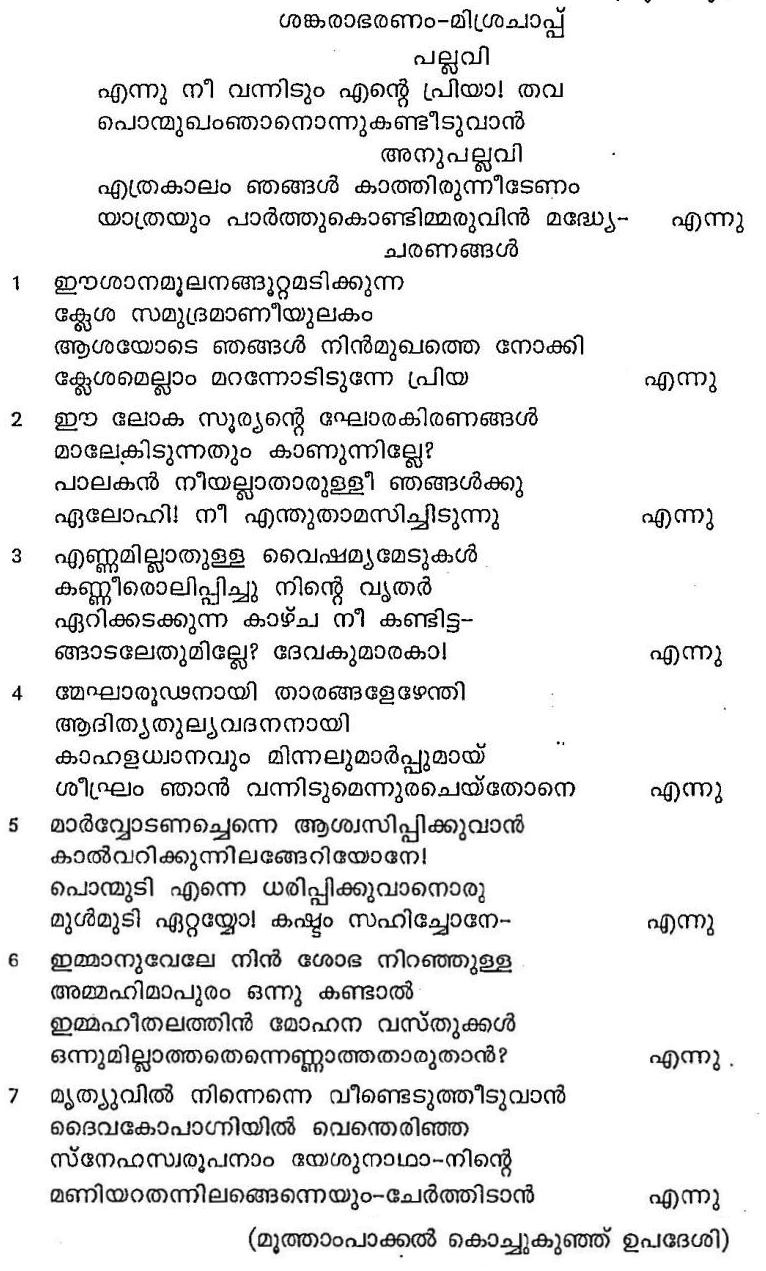 ശങ്കരാഭരണം-മിശ്രചാപ്പ്
പല്ലവി
എന്നു നീ വന്നിടും എന്റെ പ്രിയാ! തവ
പൊന്മുഖംഞാനൊന്നുകണ്ടീടുവാൻ
അനുപല്ലവി
എത്രകാലം ഞങ്ങൾ കാത്തിരുന്നീടേണം
യാത്രയും പാർത്തുകൊണ്ടിമ്മരുവിൻ മദ്ധ്യേ- എന്നു
ചരണങ്ങൾ
1 ഈശാനമൂലനങ്ങൂറ്റമടിക്കുന്ന
ക്ലേശ സമുദ്രമാണീയുലകം
ആശയോടെ ഞങ്ങൾ നിൻമുഖത്തെ നോക്കി
ക്ലേശമെല്ലാം മറന്നോടിടുന്നേ പ്രിയ എന്നു
2 ഈ ലോക സൂര്യന്റെ ഘോരകിരണങ്ങൾ
മാലേകിടുന്നതും കാണുന്നില്ലേ?
പാലകൻ നീയല്ലാതാരുള്ളീ ഞങ്ങൾക്കു
ഏലോഹി! നീ എന്തുതാമസിച്ചിടുന്നു എന്നു
3 എണ്ണമില്ലാതുള്ള വൈഷമ്യമേടുകൾ
കണ്ണീരൊലിപ്പിച്ചു നിന്റെ വൃതർ
ഏറിക്കടക്കുന്ന കാഴ്ച നീ കണ്ടിട്ട-
ങ്ങാടലേതുമില്ലേ? ദേവകുമാരകാ! എന്നു
4 മേഘാരൂഢനായി താരങ്ങളേഴേന്തി
ആദിത്യതുല്യവദനനായി
കാഹളധ്വാനവും മിന്നലുമാർപ്പുമായ്
ശീഘ്രം ഞാൻ വന്നിടുമെന്നുരചെയ്തോനെ എന്നു
5 മാർവ്വോടണച്ചെന്നെ ആശ്വസിപ്പിക്കുവാൻ
കാൽവറിക്കുന്നിലങ്ങേറിയോനേ!
പൊന്മുടി എന്നെ ധരിപ്പിക്കുവാനൊരു
മുൾമുടി ഏറ്റയ്യോ! കഷ്ടം സഹിച്ചോനേ- എന്നു
6 ഇമ്മാനുവേലേ നിൻ ശോഭ നിറഞ്ഞുള്ള
അമ്മഹിമാപുരം ഒന്നു കണ്ടാൽ
ഇമ്മഹീതലത്തിൻ മോഹന വസ്തുക്കൾ
ഒന്നുമില്ലാത്തതെന്നെണ്ണാത്തതാരുതാൻ? എന്നു .
7 മൃത്യുവിൽ നിന്നെന്നെ വീണ്ടെടുത്തീടുവാൻ
ദൈവകോപാഗ്നിയിൽ വെന്തെരിഞ്ഞ
സ്നേഹസ്വരൂപനാം യേശുനാഥാ-നിന്റെ
മണിയറതന്നിലങ്ങെന്നെയും-ചേർത്തിടാൻ എന്നു
(മൂത്താംപാക്കൽ കൊച്ചുകുഞ്ഞ് ഉപദേശി)